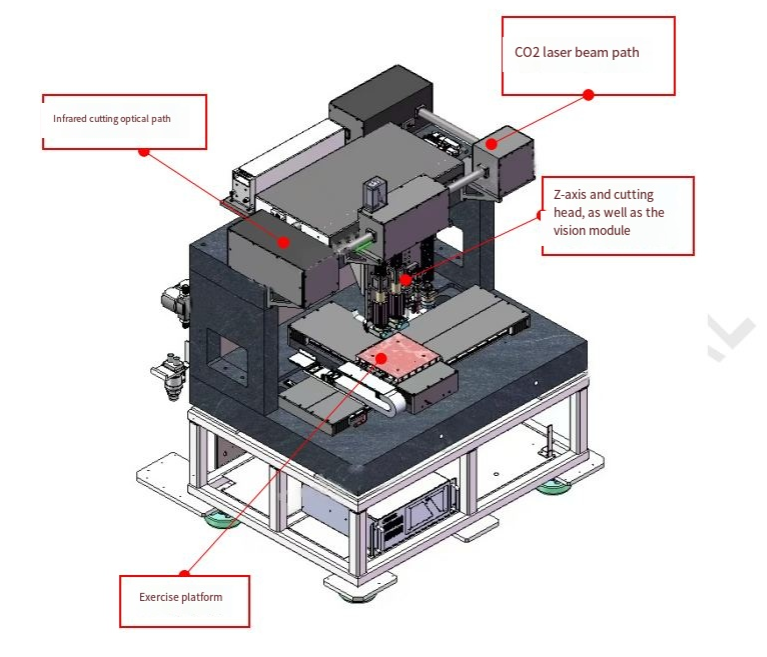 CO2 laser beam path
Infrared cutting optical path
Z-axis and cutting
head, as well as the
vision module
Exercise platform